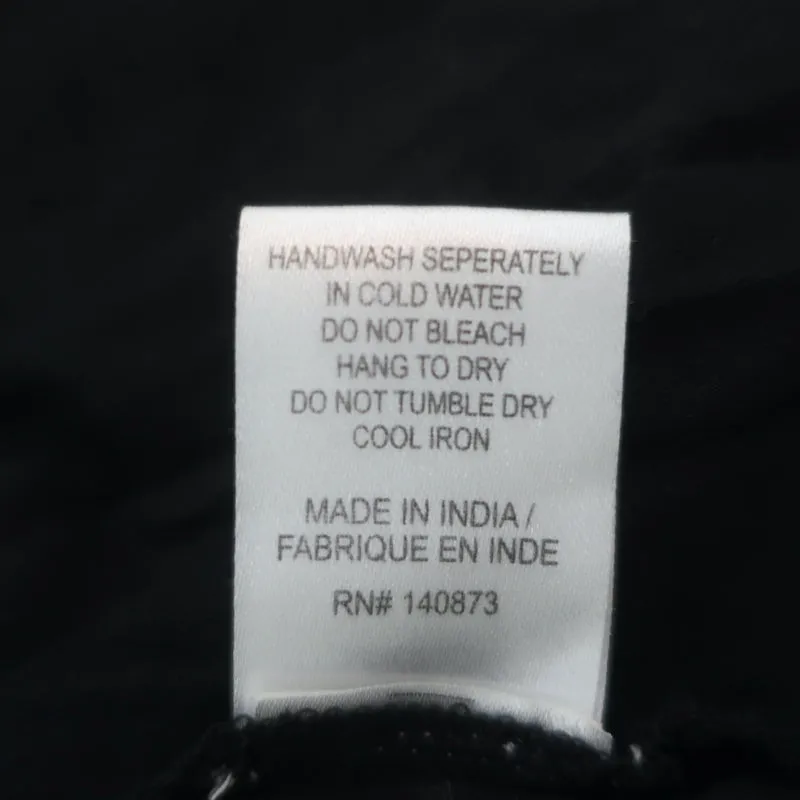 HANDWASH SEPERATELY
IN COLD WATER
DO NOT BLEACH
HANG TO DRY
DO NOT TUMBLE DRY
COOL IRON
MADE IN INDIA /
FABRIQUE EN INDE
RN# 140873